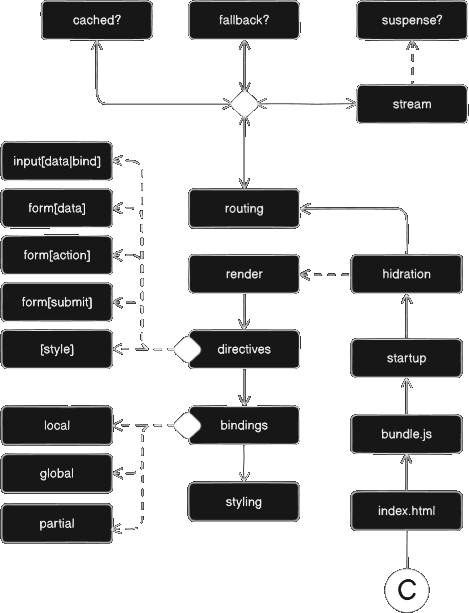 cached?
fallback?
suspense?
stream
input[data|bind]
form[data]
routing
form[action]
render
hidration
form[submit]
[style]
directives
startup
local
bindings
bundle.js
global
styling
index.html
partial
C